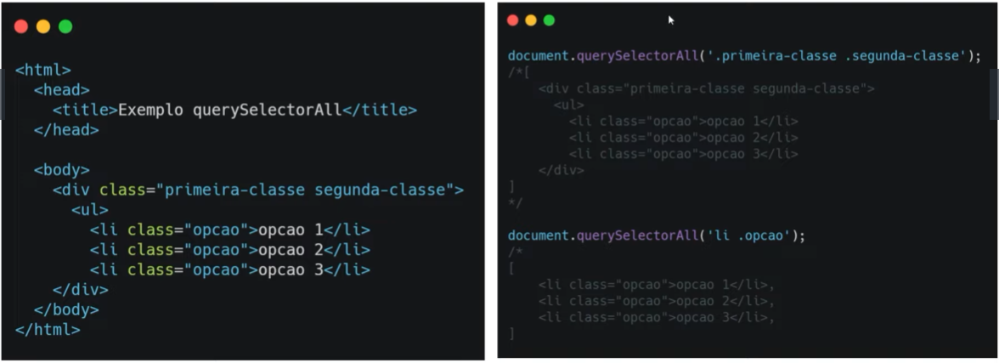 <html>
<head>
<title>Exemplo querySelectorAll</title>
</head>
<body>
<div class="primeira-classe segunda-classe">
<ul>
<li class="opcao">opcao 1</li>
<li class="opcao">opcao 2</li>
<li class="opcao">opcao 3</li>
</div>
</body>
</html>
document.querySelectorAll('.primeira-classe .segunda-classe');
/*[
<div class="primeira-classe segunda-classe">
<ul>
<li class="opcao">opcao 1</li>
<li class="opcao">opcao 2</li>
<li class="opcao">opcao 3</li>
</div>
]
*/
document.querySelectorAll('li .opcao');
/*
[
<li class="opcao">opcao 1</li>,
<li class="opcao">opcao 2</li>,
<li class="opcao">opcao 3</li>,
]